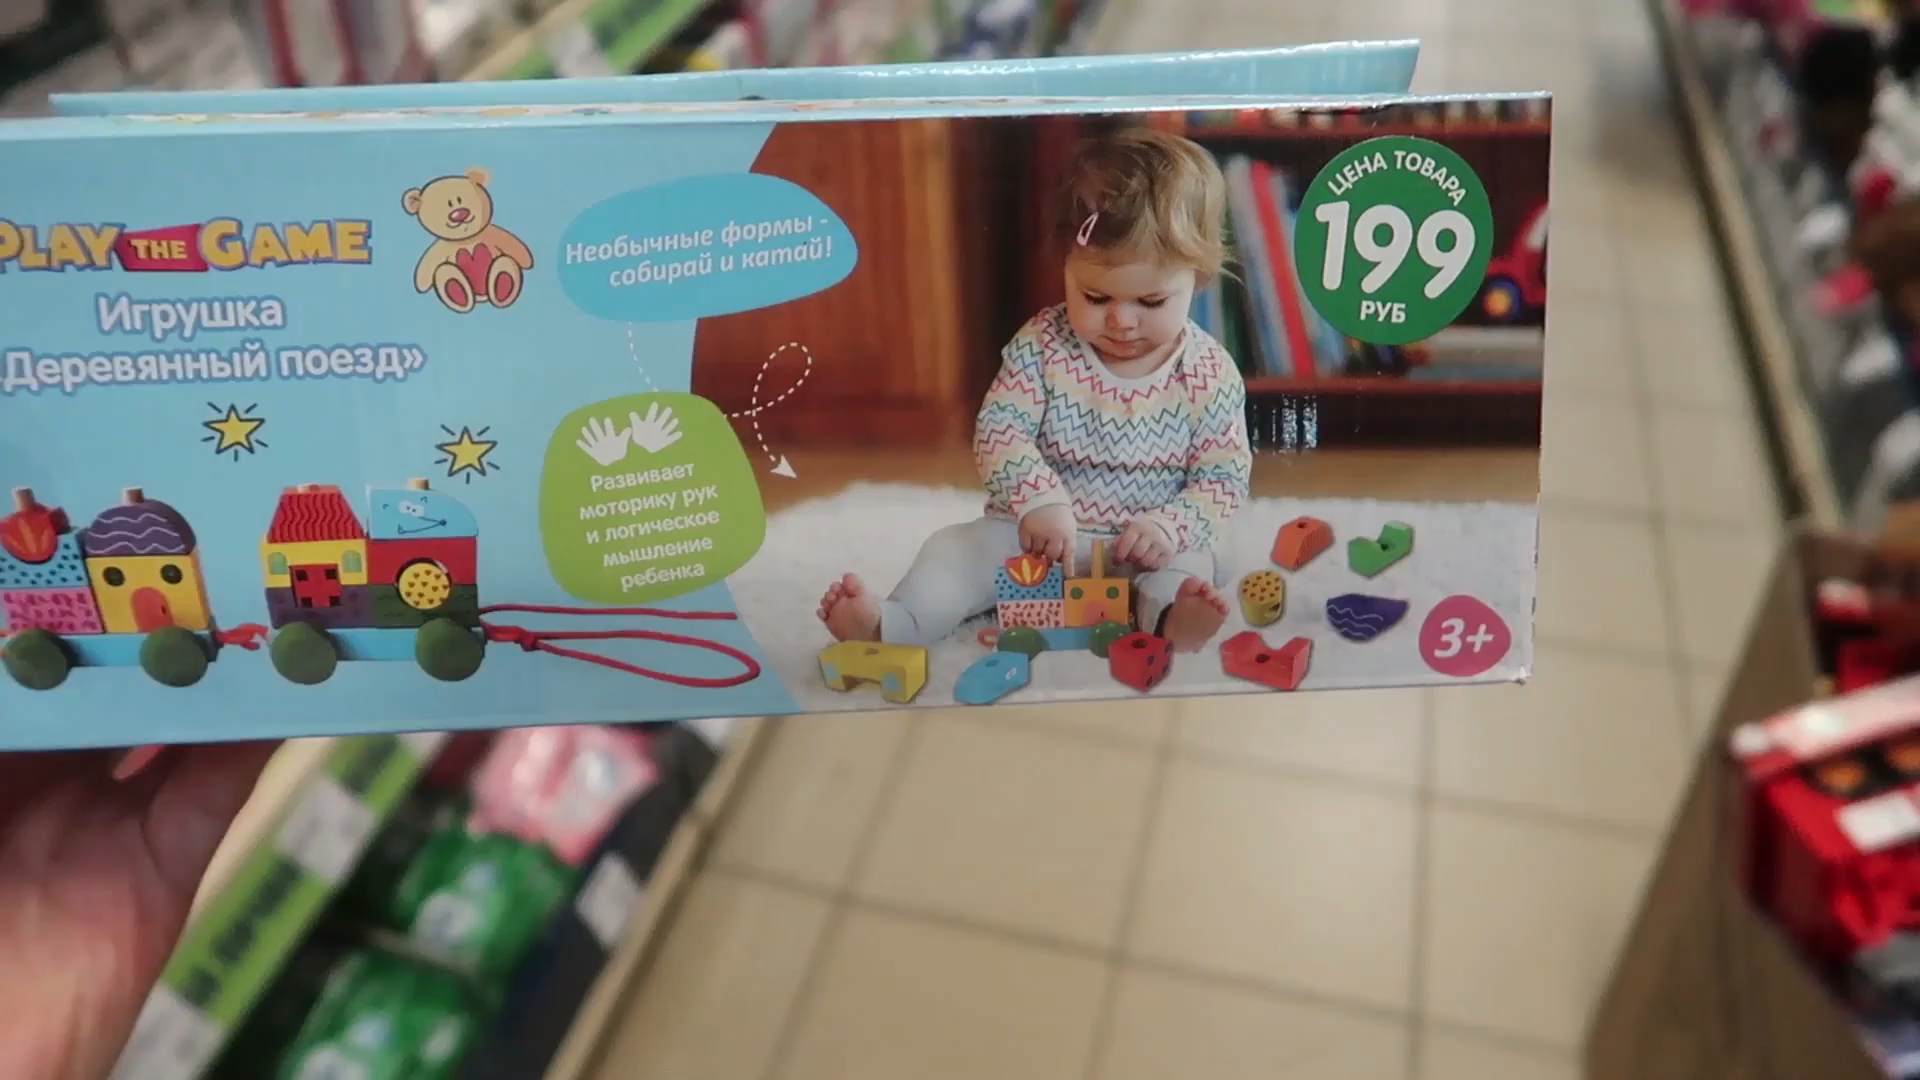 PLAY THE GAME
Игрушка
«Деревянный поезд»
Необычные формы -
собирай и катай!
Развивает
моторику рук
и логическое
мышление
ребенка
ЦЕНА ТОВАРА
199
РУБ
3+